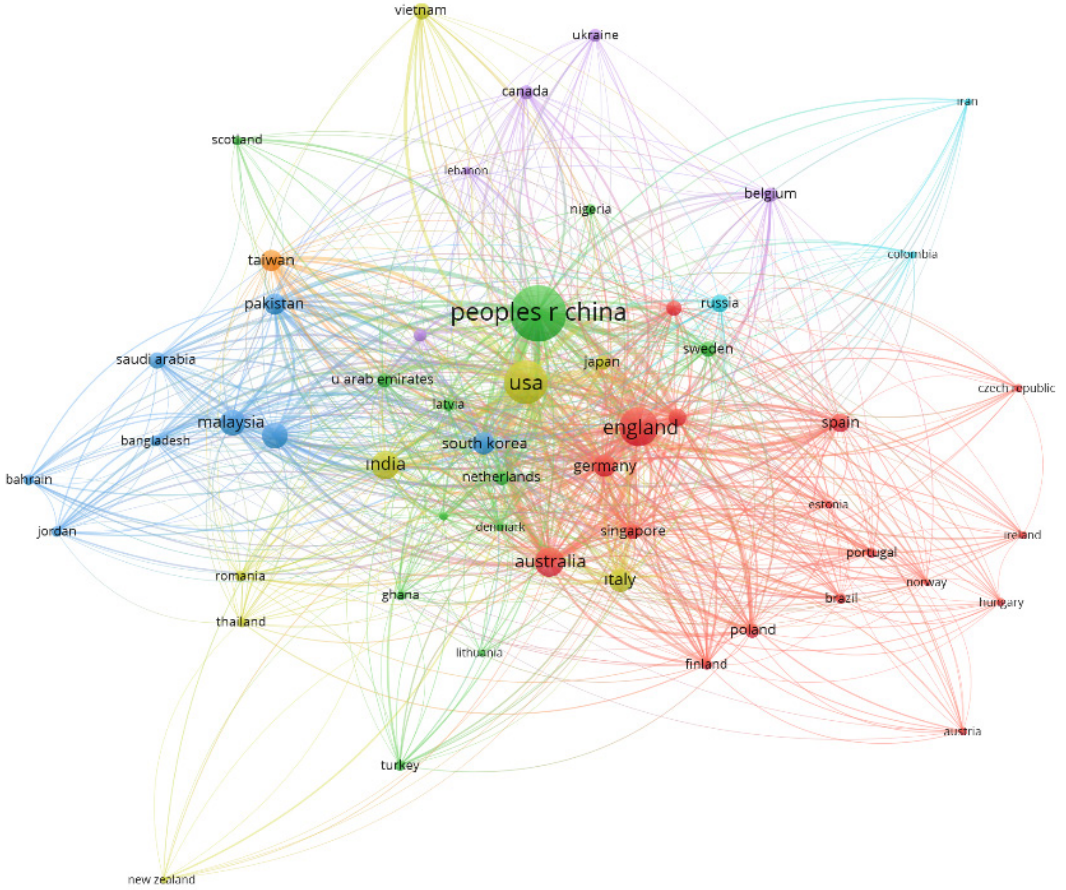 vietnam
ukraine
canada
iran
scotland
lebanon
belgium
nigeria
colombia
taiwan
pakistan
peoples r china
russia
saudi arabia
japan
sweden
u arab emirates
usa
czech republic
latvia
malaysia
england
spain
bangladesh
south korea
india
germany
bahrain
netherlands
estonia
jordan
denmark
singapore
ireland
australia
portugal
romania
italy
norway
ghana
brazil
hungary
thailand
poland
lithuania
finland
austria
turkey
new zealand